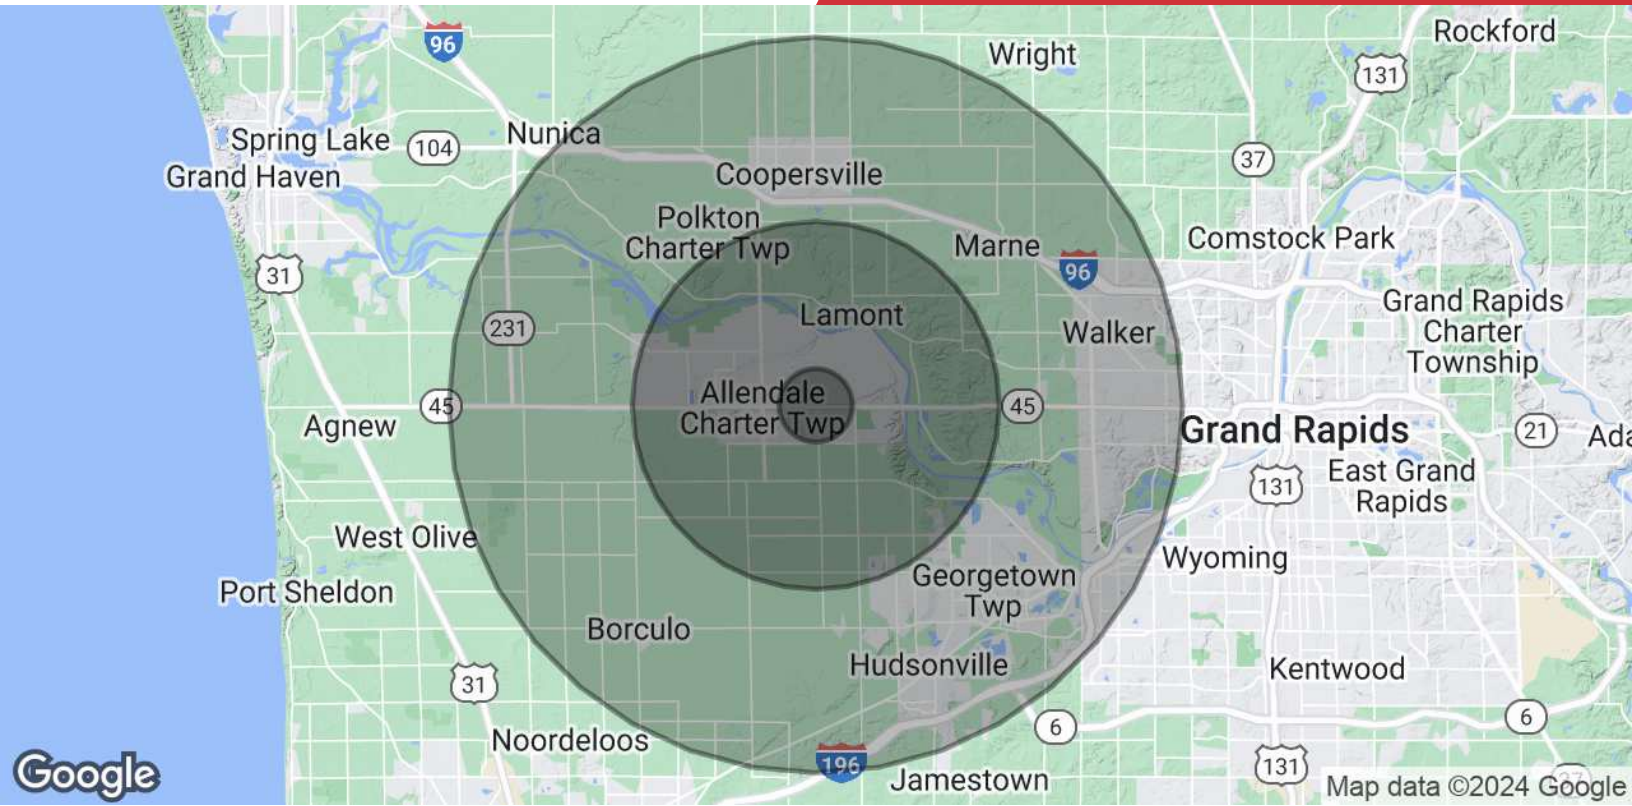 Rockford
96
Wright
131
Nunica
Spring Lake
104
37
Coopersville
Grand Haven
Polkton
Charter Twp
Marne
Comstock Park
31
96
Grand Rapids
Charter
Township
Lamont
231
Walker
Allendale
Charter Twp
45
45
Agnew
Grand Rapids
21
Ada
East Grand
Rapids
131
West Olive
Wyoming
Port Sheldon
Georgetown
Twp
Borculo
Hudsonville
Kentwood
31
6
6
Noordeloos
196
131
Jamestown
Google
37
Map data ©2024 Google